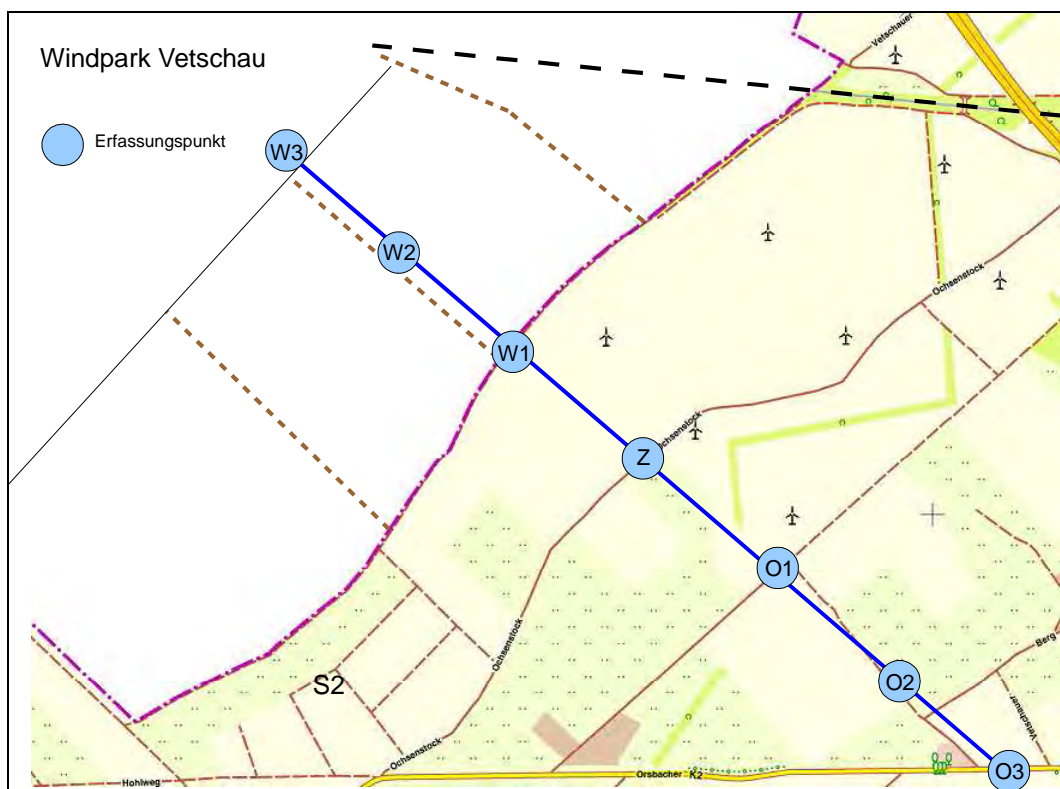 Windpark Vetschau
Erfassungspunkt
Vetschauer
W3
W2
Ochsenstock
W1
Ochsenstock
Z
O1
Ochsenstock
Berg
O2
S2
Vetschauer
Ochsenstock
Hohlweg
Orsbacher K2
O3